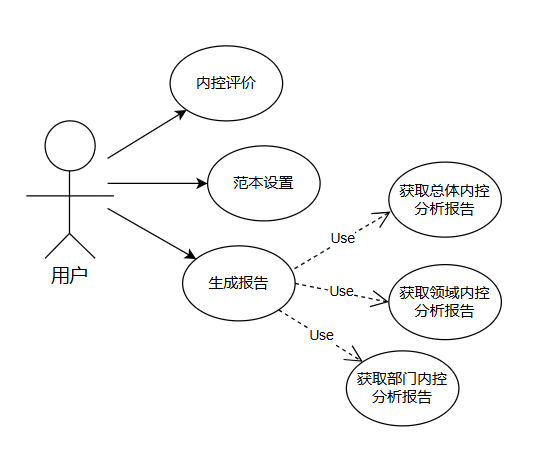 内控评价
范本设置
用户
生成报告
Use
获取总体内控
分析报告
Use
获取领域内控
分析报告
Use
获取部门内控
分析报告